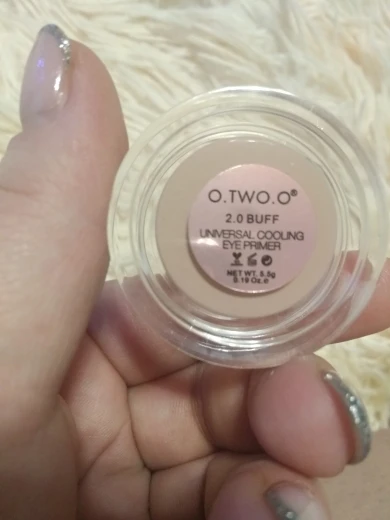 O.TWO.O®
2.0 BUFF
UNIVERSAL COOLING
EYE PRIMER
NET WT. 5.5g
0.19 Oz.e